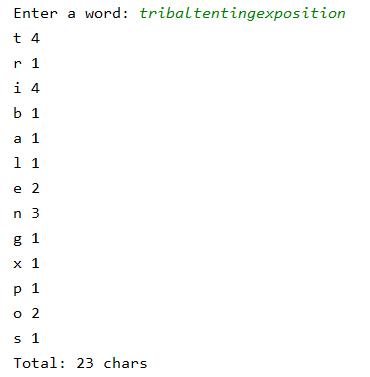 Enter a word: tribaltentingexposition
t 4
r 1
i 4
b 1
a 1
l 1
e 2
n 3
g 1
x 1
p 1
o 2
s 1
Total: 23 chars